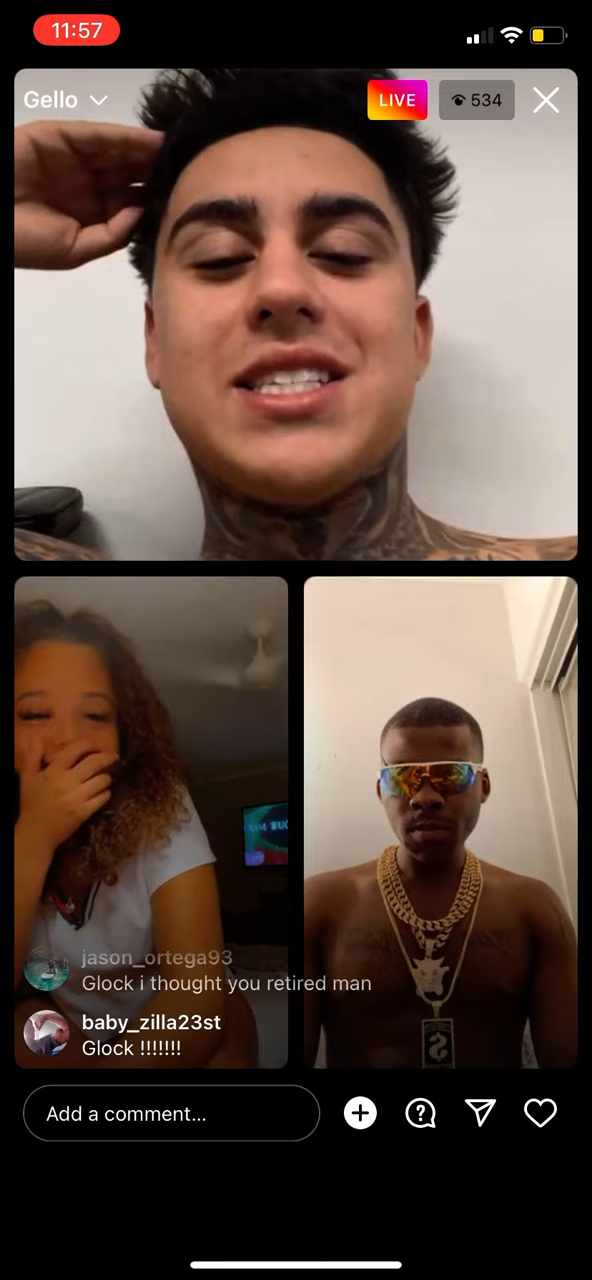 11:57
Gello
LIVE
534
jason_ortega93
Glock i thought you retired man
baby_zilla23st
Glock !!!!!!!
Add a comment...